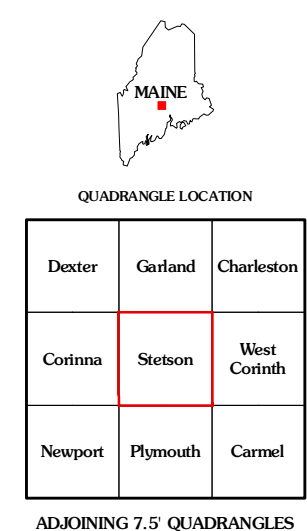 MAINE
QUADRANGLE LOCATION
Dexter
Garland
Charleston
Corinna
Stetson
West
Corinth
Newport
Plymouth
Carmel
ADJOINING 7.5' QUADRANGLES